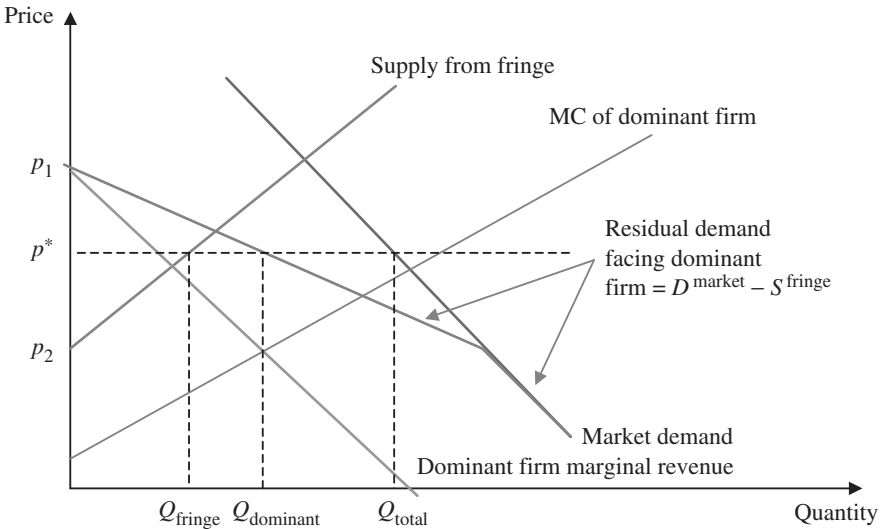 Price
Supply from fringe
MC of dominant firm
p₁
Residual demand
facing dominant
firm = D^market − S^fringe
p*
p₂
Market demand
Dominant firm marginal revenue
Q_fringe Q_dominant Q_total
Quantity